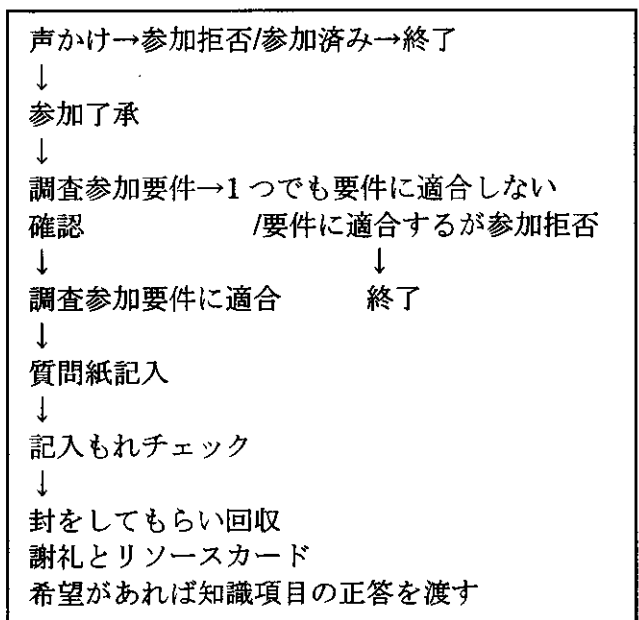 声かけ→参加拒否/参加済み→終了
↓
参加了承
↓
調査参加要件→1つでも要件に適合しない
確認 /要件に適合するが参加拒否
↓ ↓
調査参加要件に適合 終了
↓
質問紙記入
↓
記入もれチェック
↓
封をしてもらい回収
謝礼とリソースカード
希望があれば知識項目の正答を渡す